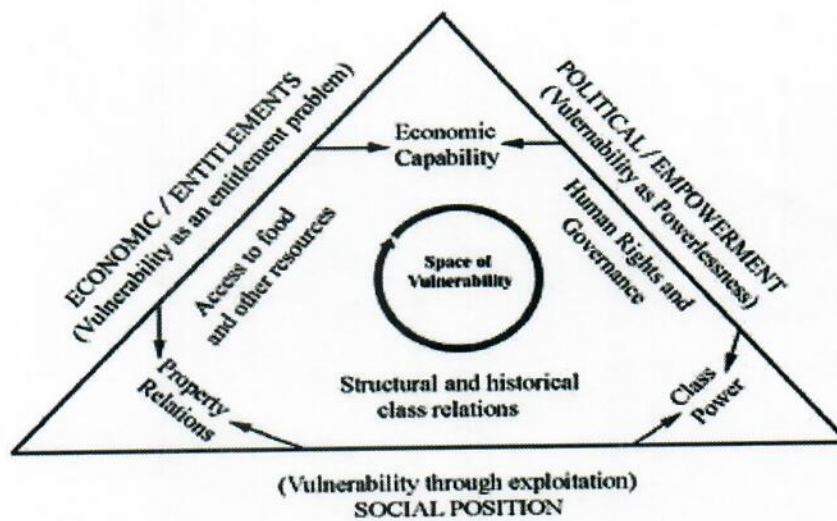 ECONOMIC / ENTITLEMENTS
(Vulnerability as an entitlement problem)
POLITICAL / EMPOWERMENT
(Vulernability as Powerlessness)
Economic
Capability
Access to food
and other resources
Space of
Vulnerability
Human Rights and
Governance
Property
Relations
Structural and historical
class relations
Class
Power
(Vulnerability through exploitation)
SOCIAL POSITION